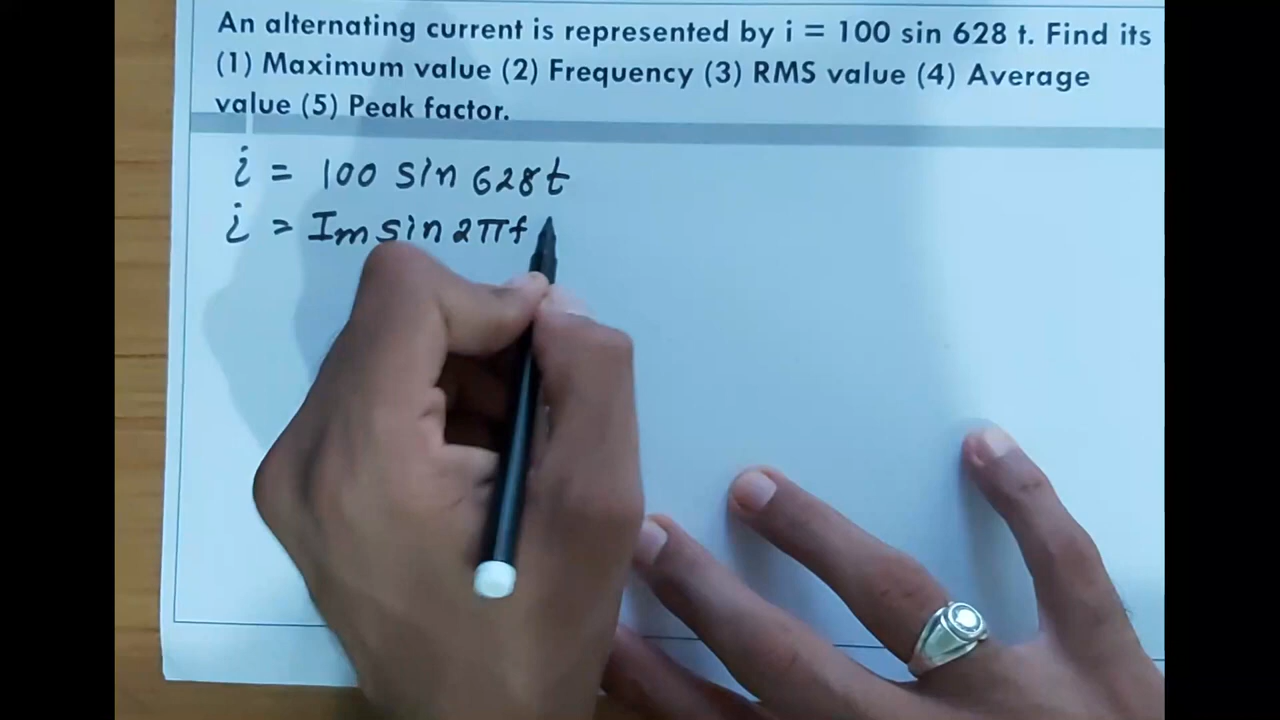 An alternating current is represented by i = 100 sin 628 t. Find its
(1) Maximum value (2) Frequency (3) RMS value (4) Average
value (5) Peak factor.
i = 100 sin 628t
i = Im sin 2πf